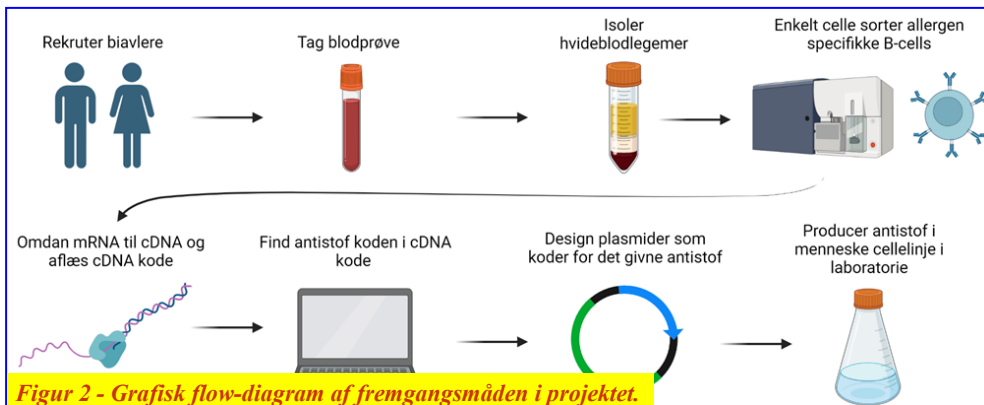 Rekruter biavlere
Tag blodprøve
Isoler
hvideblodlegemer
Enkelt celle sorter allergen
specifikke B-cells
Omdan mRNA til cDNA og
aflæs cDNA kode
Find antistof koden i cDNA
kode
Design plasmider som
koder for det givne antistof
Producer antistof i
menneske cellelinje i
laboratorie
Figur 2 - Grafisk flow-diagram af fremgangsmåden i projektet.